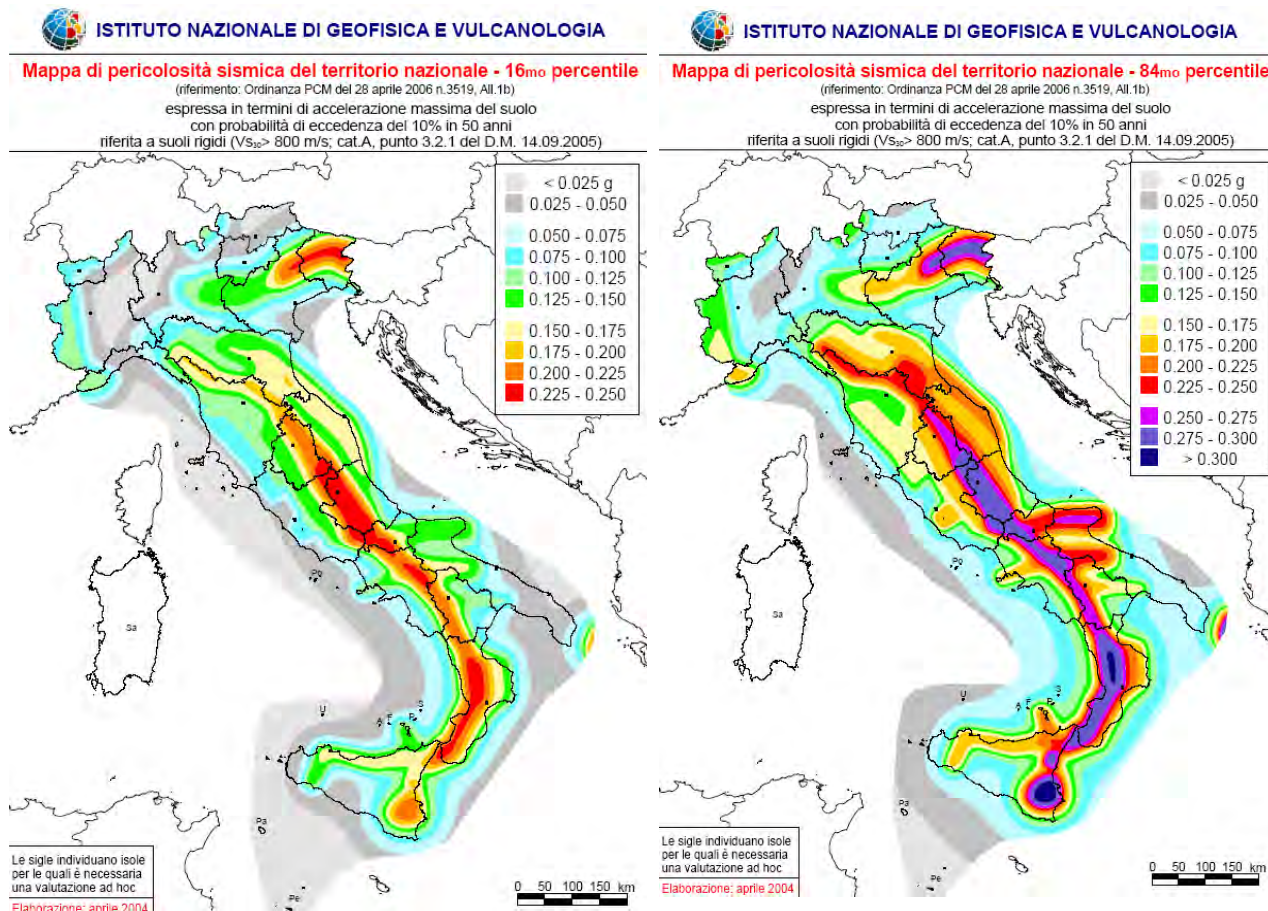 ISTITUTO NAZIONALE DI GEOFISICA E VULCANOLOGIA
Mappa di pericolosità sismica del territorio nazionale - 16mo percentile
(riferimento: Ordinanza PCM del 28 aprile 2006 n.3519, All.1b)
espressa in termini di accelerazione massima del suolo
con probabilità di eccedenza del 10% in 50 anni
riferita a suoli rigidi (Vs30> 800 m/s; cat.A, punto 3.2.1 del D.M. 14.09.2005)
< 0.025 g
0.025 - 0.050
0.050 - 0.075
0.075 - 0.100
0.100 - 0.125
0.125 - 0.150
0.150 - 0.175
0.175 - 0.200
0.200 - 0.225
0.225 - 0.250
Po
Sa
U
A
F
P
S
Pa
Pe
Le sigle individuano isole
per le quali è necessaria
una valutazione ad hoc
Elaborazione: aprile 2004
0 50 100 150 km
ISTITUTO NAZIONALE DI GEOFISICA E VULCANOLOGIA
Mappa di pericolosità sismica del territorio nazionale - 84mo percentile
(riferimento: Ordinanza PCM del 28 aprile 2006 n.3519, All.1b)
espressa in termini di accelerazione massima del suolo
con probabilità di eccedenza del 10% in 50 anni
riferita a suoli rigidi (Vs30> 800 m/s; cat.A, punto 3.2.1 del D.M. 14.09.2005)
< 0.025 g
0.025 - 0.050
0.050 - 0.075
0.075 - 0.100
0.100 - 0.125
0.125 - 0.150
0.150 - 0.175
0.175 - 0.200
0.200 - 0.225
0.225 - 0.250
0.250 - 0.275
0.275 - 0.300
> 0.300
Po
Sa
U
A
F
P
S
Pa
Pe
Le sigle individuano isole
per le quali è necessaria
una valutazione ad hoc
Elaborazione: aprile 2004
0 50 100 150 km